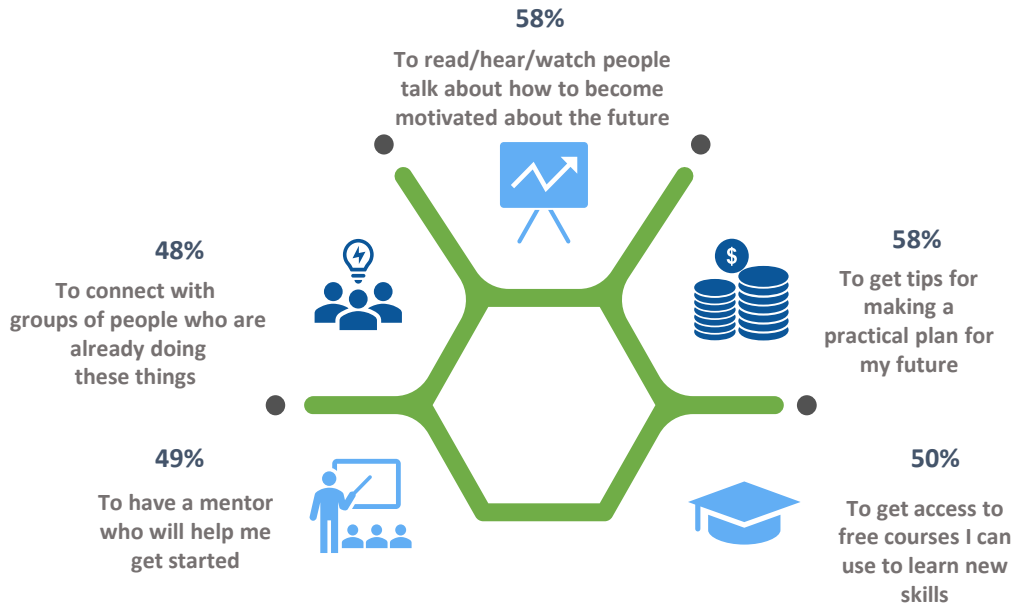 58%
To read/hear/watch people
talk about how to become
motivated about the future
48%
To connect with
groups of people who are
already doing
these things
$
58%
To get tips for
making a
practical plan for
my future
49%
To have a mentor
who will help me
get started
50%
To get access to
free courses I can
use to learn new
skills